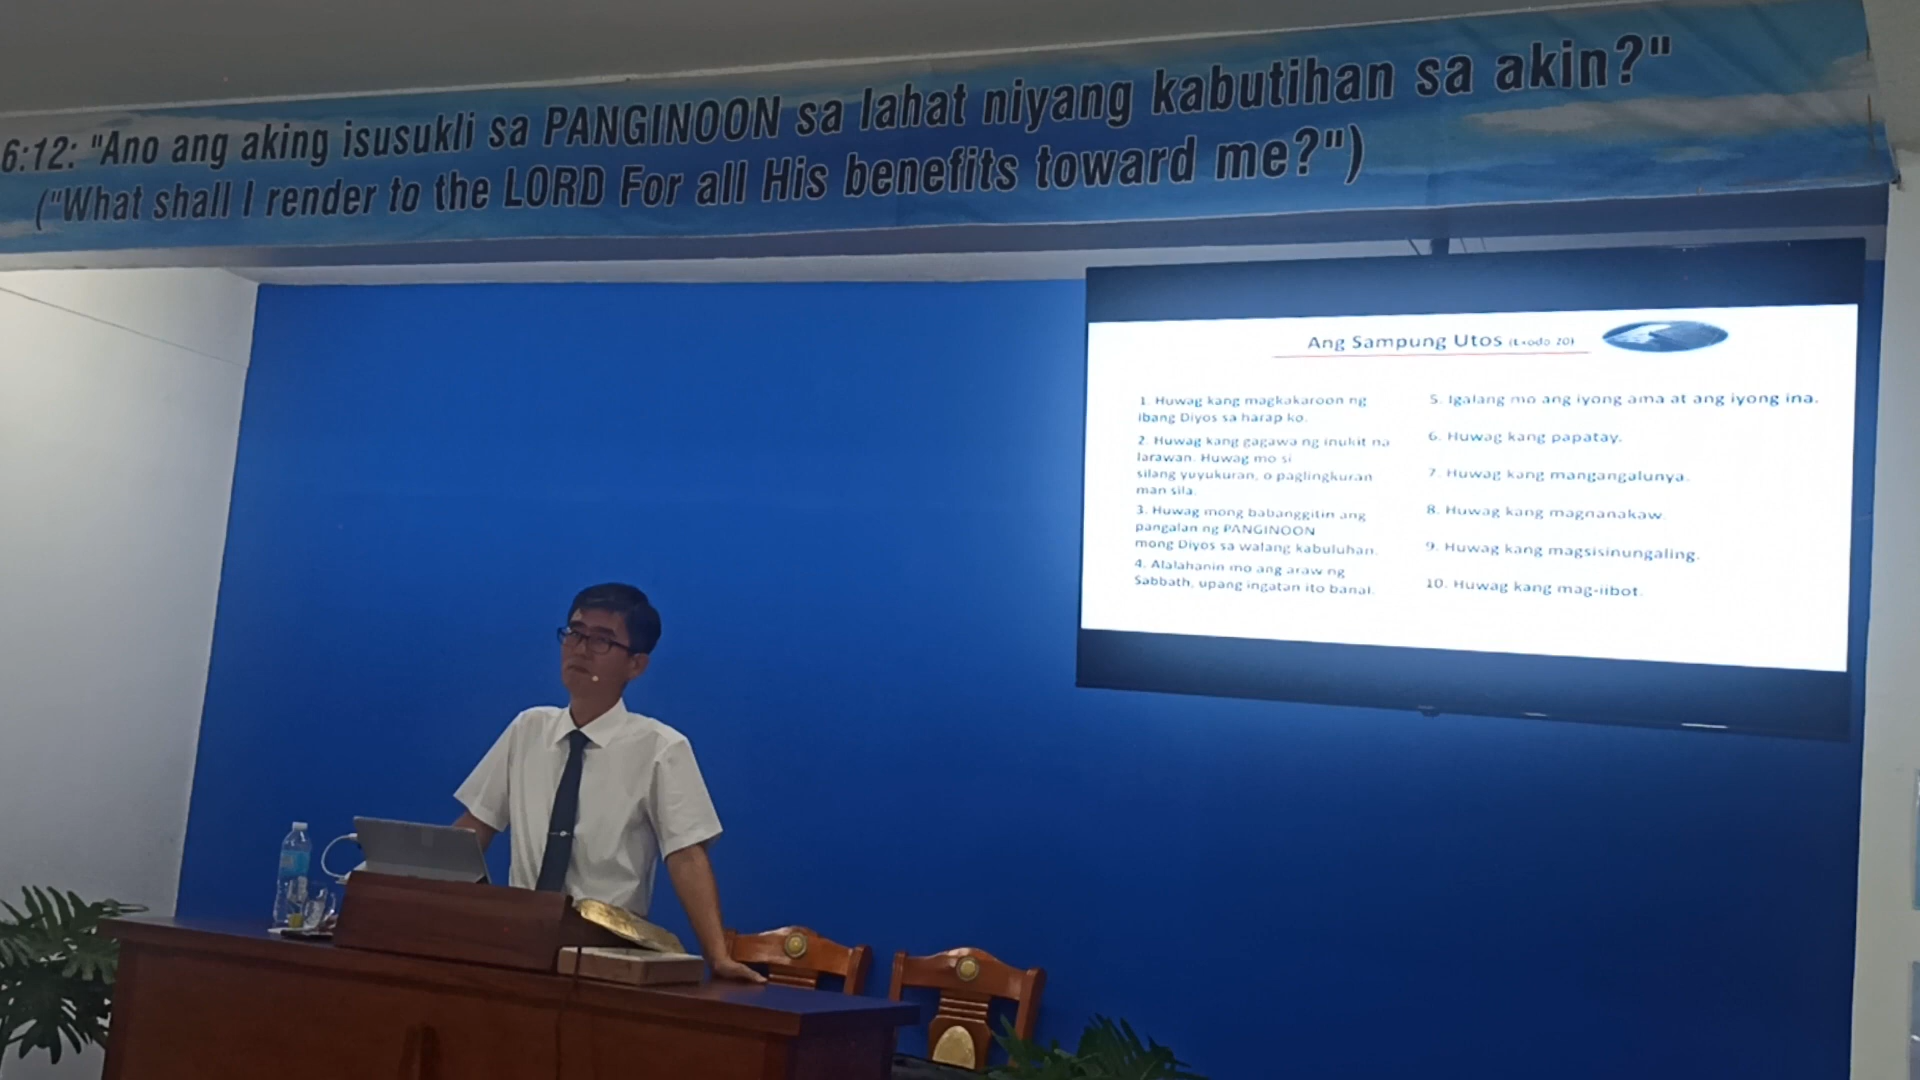 6:12: "Ano ang aking isusukli sa PANGINOON sa lahat niyang kabutihan sa akin?"
("What shall I render to the LORD For all His benefits toward me?")
Ang Sampung Utos (Exodo 20)
1. Huwag kang magkakaroon ng
ibang Diyos sa harap ko.
2. Huwag kang gagawa ng inukit na
larawan. Huwag mo si
silang yuyukuran, o paglingkuran
man sila.
3. Huwag mong babanggitin ang
pangalan ng PANGINOON
mong Diyos sa walang kabuluhan.
4. Alalahanin mo ang araw ng
Sabbath, upang ingatan ito banal.
5. Igalang mo ang iyong ama at ang iyong ina.
6. Huwag kang papatay.
7. Huwag kang mangangalunya.
8. Huwag kang magnanakaw.
9. Huwag kang magsisinungaling.
10. Huwag kang mag-iibot.